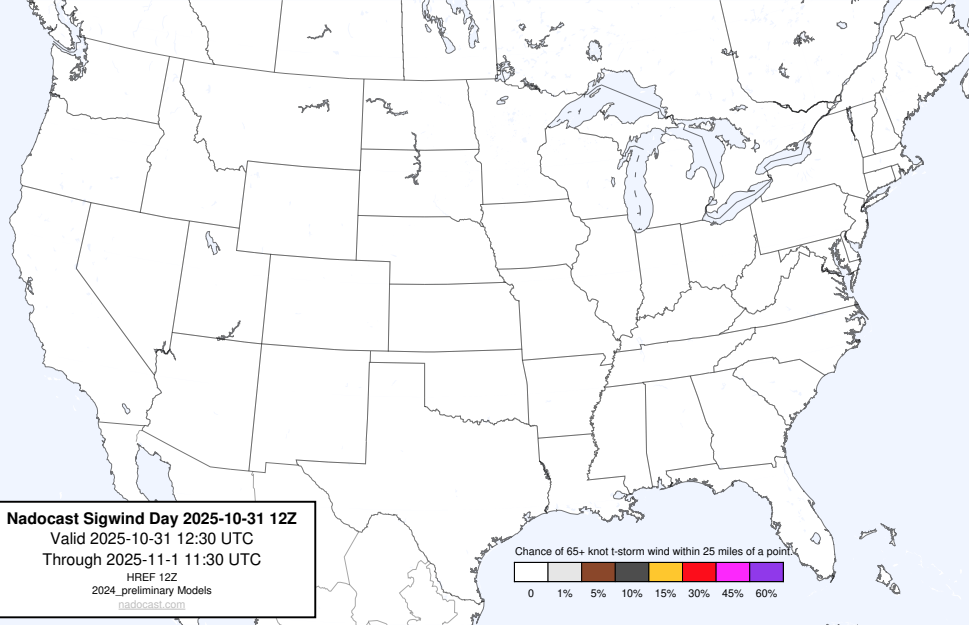 Nadocast Sigwind Day 2025-10-31 12Z
Valid 2025-10-31 12:30 UTC
Through 2025-11-1 11:30 UTC
HREF 12Z
2024_preliminary Models
nadocast.com
Chance of 65+ knot t-storm wind within 25 miles of a point.
0 1% 5% 10% 15% 30% 45% 60%